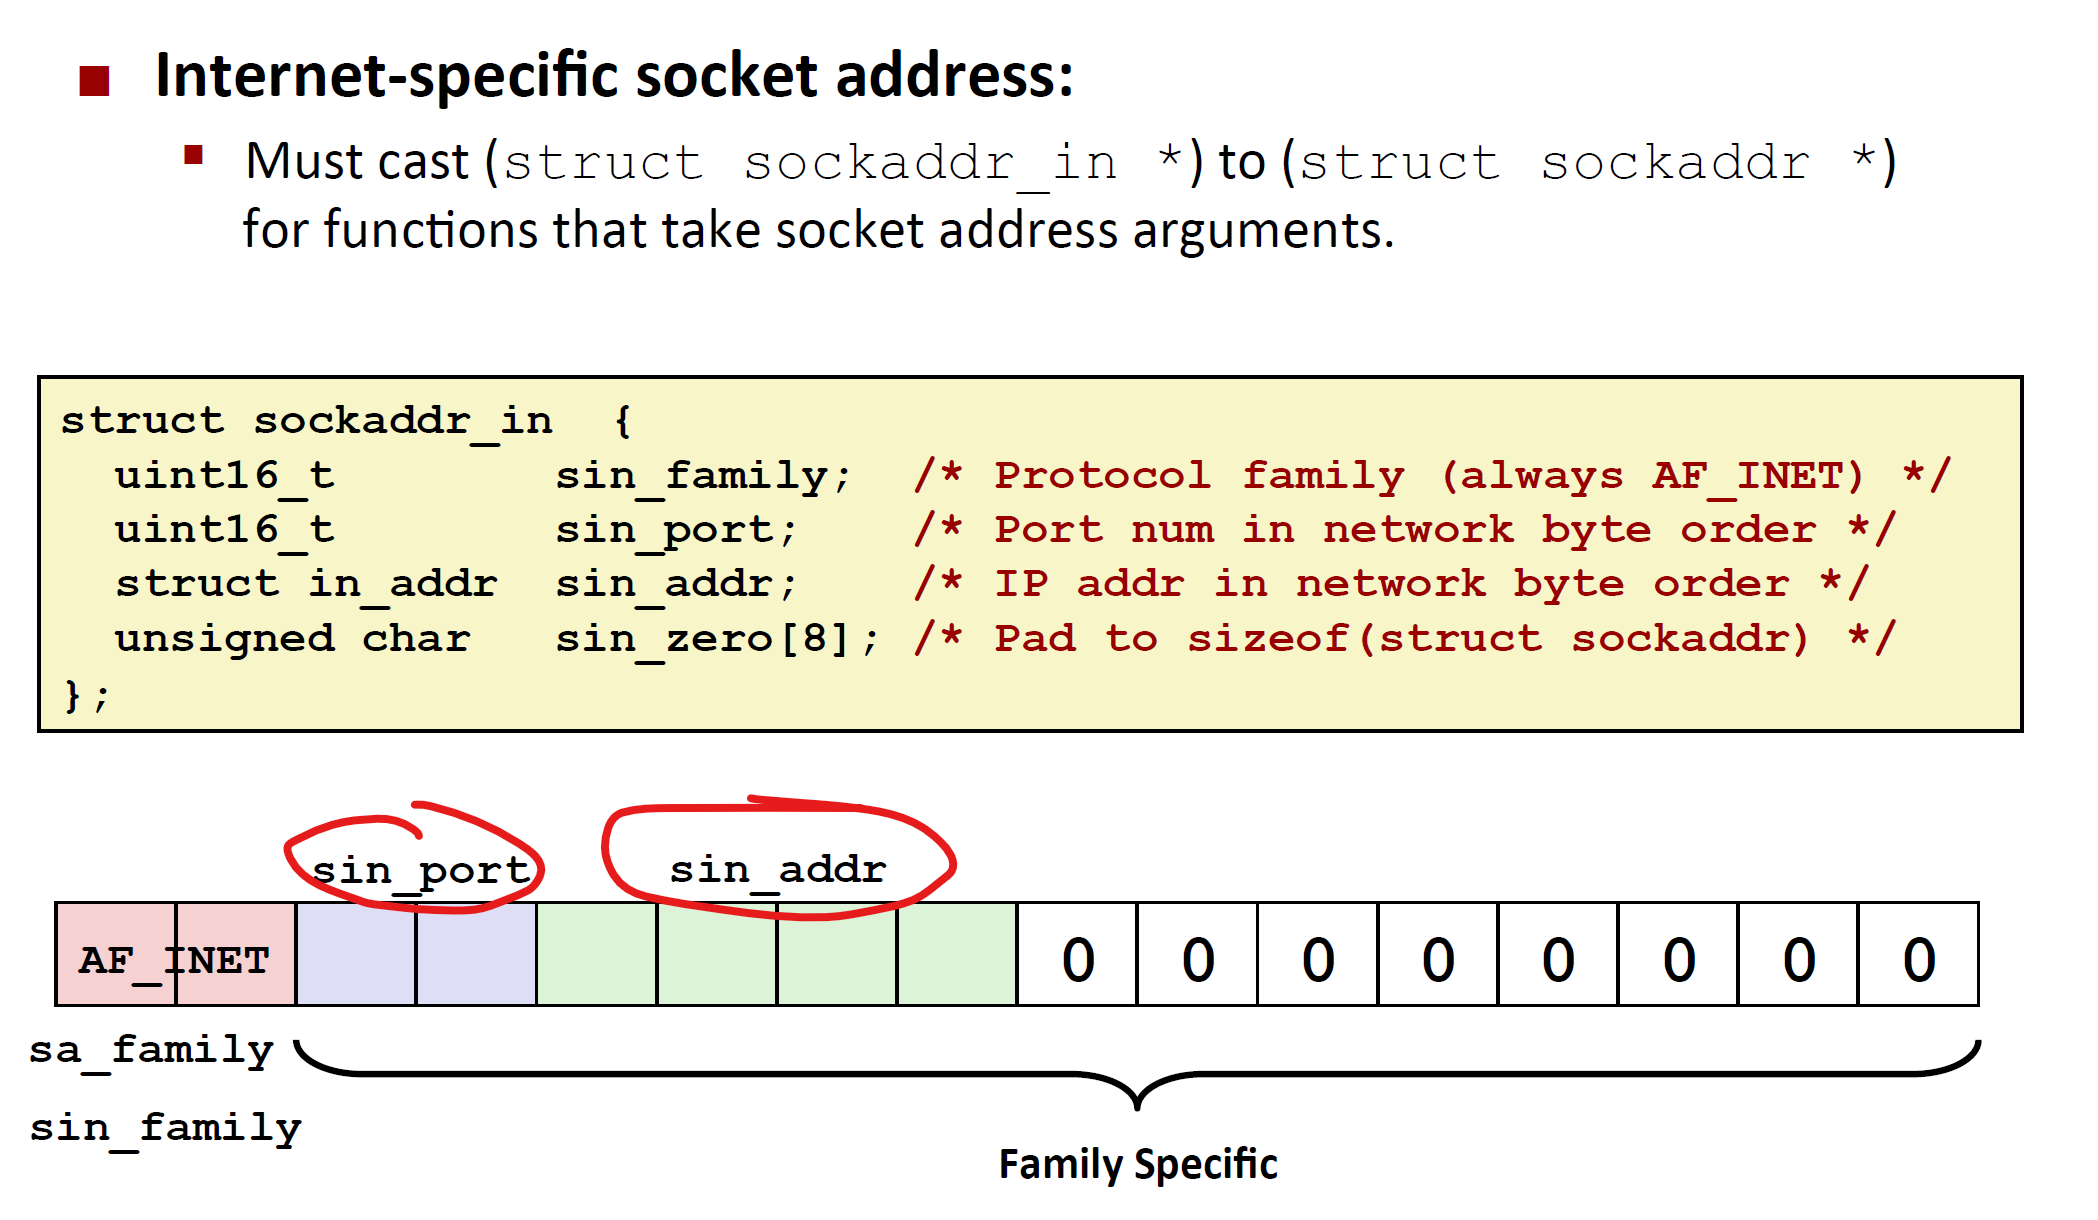 Internet-specific socket address:
Must cast (struct sockaddr_in *) to (struct sockaddr *)
for functions that take socket address arguments.
struct sockaddr_in  {
  uint16_t        sin_family;  /* Protocol family (always AF_INET) */
  uint16_t        sin_port;    /* Port num in network byte order */
  struct in_addr  sin_addr;    /* IP addr in network byte order */
  unsigned char   sin_zero[8]; /* Pad to sizeof(struct sockaddr) */
};
sin_port sin_addr
AF_INET 0 0 0 0 0 0 0 0
sa_family
sin_family
Family Specific